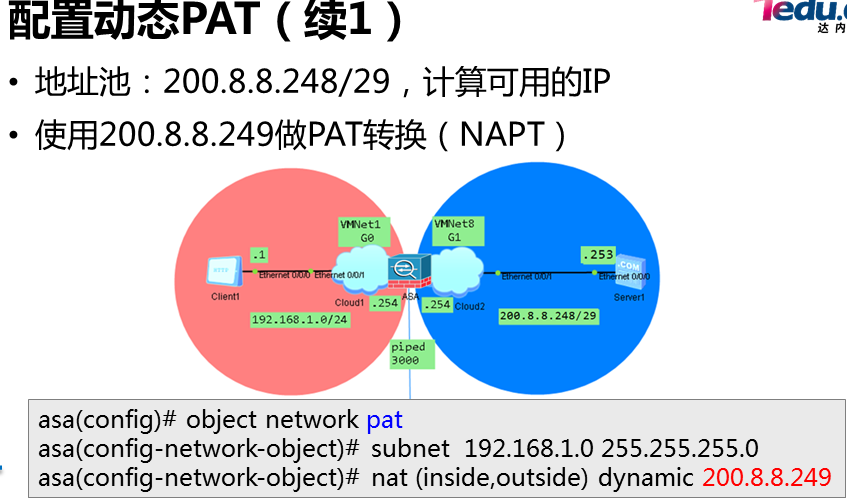 配置动态PAT（续1）
Tedu.c
达内
• 地址池：200.8.8.248/29，计算可用的IP
• 使用200.8.8.249做PAT转换（NAPT）
VMNet1
G0
VMNet8
G1
.1
.253
Ethernet 0/0/0
Ethernet 0/0/1
Ethernet 0/0/1
Ethernet 0/0/0
.COM
Client1
Cloud1
.254
ASA
.254
Cloud2
Server1
192.168.1.0/24
200.8.8.248/29
piped
3000
asa(config)# object network pat
asa(config-network-object)# subnet 192.168.1.0 255.255.255.0
asa(config-network-object)# nat (inside,outside) dynamic 200.8.8.249